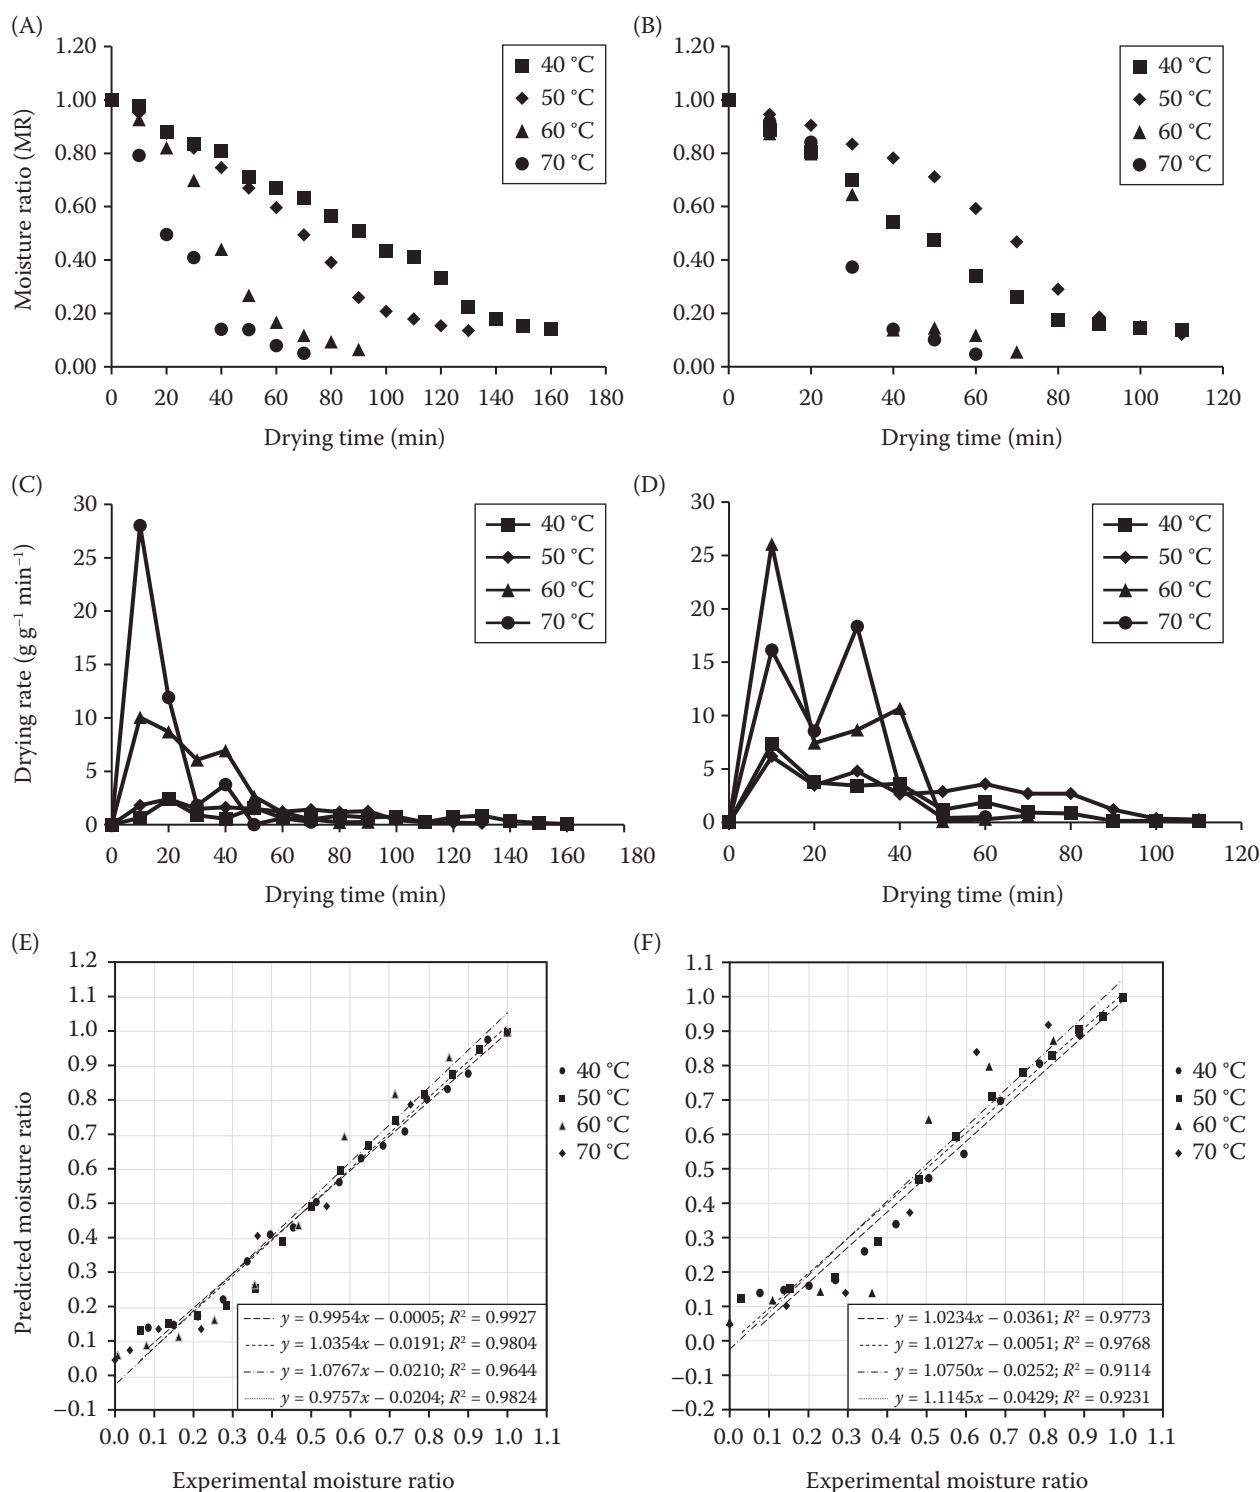 (A)
1.20
1.00
0.80
0.60
0.40
0.20
0.00
Moisture ratio (MR)
40 °C
50 °C
60 °C
70 °C
0 20 40 60 80 100 120 140 160 180
Drying time (min)
(B)
1.20
1.00
0.80
0.60
0.40
0.20
0.00
40 °C
50 °C
60 °C
70 °C
0 20 40 60 80 100 120
Drying time (min)
(C)
30
25
20
15
10
5
0
Drying rate (g g⁻¹ min⁻¹)
40 °C
50 °C
60 °C
70 °C
0 20 40 60 80 100 120 140 160 180
Drying time (min)
(D)
30
25
20
15
10
5
0
40 °C
50 °C
60 °C
70 °C
0 20 40 60 80 100 120
Drying time (min)
(E)
1.2
1.1
1.0
0.9
0.8
0.7
0.6
0.5
0.4
0.3
0.2
0.1
0.0
–0.1
Predicted moisture ratio
40 °C
50 °C
60 °C
70 °C
y = 0.9954x – 0.0005; R² = 0.9927
y = 1.0354x – 0.0191; R² = 0.9804
y = 1.0767x – 0.0210; R² = 0.9644
y = 0.9757x – 0.0204; R² = 0.9824
0.0 0.1 0.2 0.3 0.4 0.5 0.6 0.7 0.8 0.9 1.0 1.1
Experimental moisture ratio
(F)
1.1
1.0
0.9
0.8
0.7
0.6
0.5
0.4
0.3
0.2
0.1
0.0
–0.1
–0.2
40 °C
50 °C
60 °C
70 °C
y = 1.0234x – 0.0361; R² = 0.9773
y = 1.0127x – 0.0051; R² = 0.9768
y = 1.0750x – 0.0252; R² = 0.9114
y = 1.1145x – 0.0429; R² = 0.9231
0.0 0.1 0.2 0.3 0.4 0.5 0.6 0.7 0.8 0.9 1.0 1.1
Experimental moisture ratio